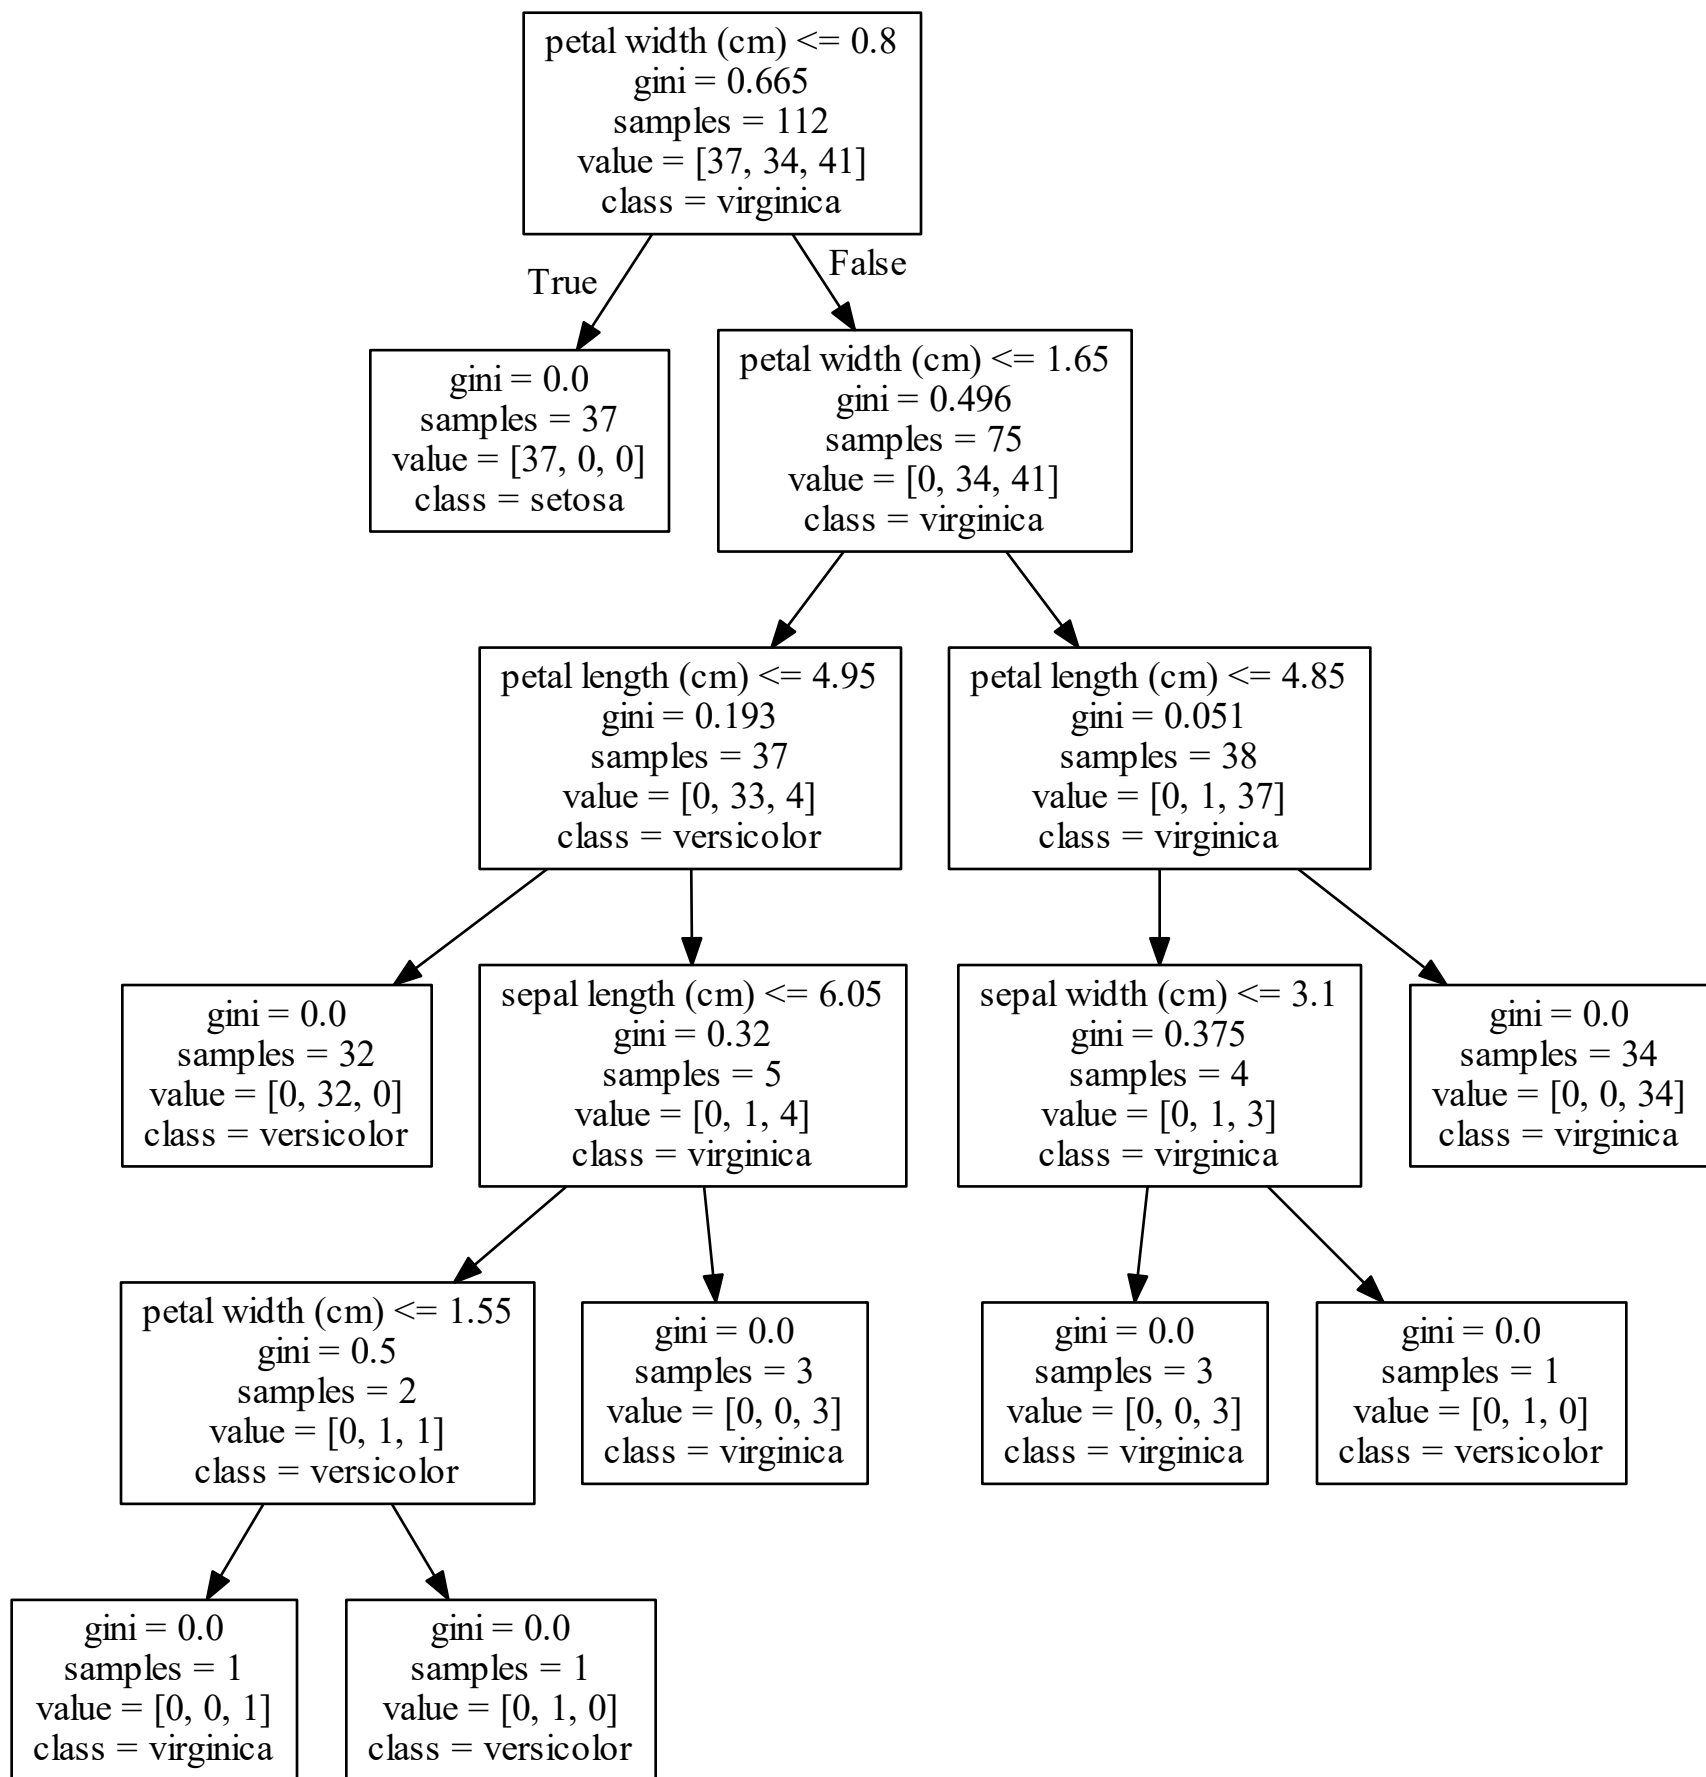 petal width (cm) <= 0.8
gini = 0.665
samples = 112
value = [37, 34, 41]
class = virginica
True
False
gini = 0.0
samples = 37
value = [37, 0, 0]
class = setosa
petal width (cm) <= 1.65
gini = 0.496
samples = 75
value = [0, 34, 41]
class = virginica
petal length (cm) <= 4.95
gini = 0.193
samples = 37
value = [0, 33, 4]
class = versicolor
petal length (cm) <= 4.85
gini = 0.051
samples = 38
value = [0, 1, 37]
class = virginica
gini = 0.0
samples = 32
value = [0, 32, 0]
class = versicolor
sepal length (cm) <= 6.05
gini = 0.32
samples = 5
value = [0, 1, 4]
class = virginica
sepal width (cm) <= 3.1
gini = 0.375
samples = 4
value = [0, 1, 3]
class = virginica
gini = 0.0
samples = 34
value = [0, 0, 34]
class = virginica
petal width (cm) <= 1.55
gini = 0.5
samples = 2
value = [0, 1, 1]
class = versicolor
gini = 0.0
samples = 3
value = [0, 0, 3]
class = virginica
gini = 0.0
samples = 3
value = [0, 0, 3]
class = virginica
gini = 0.0
samples = 1
value = [0, 1, 0]
class = versicolor
gini = 0.0
samples = 1
value = [0, 0, 1]
class = virginica
gini = 0.0
samples = 1
value = [0, 1, 0]
class = versicolor